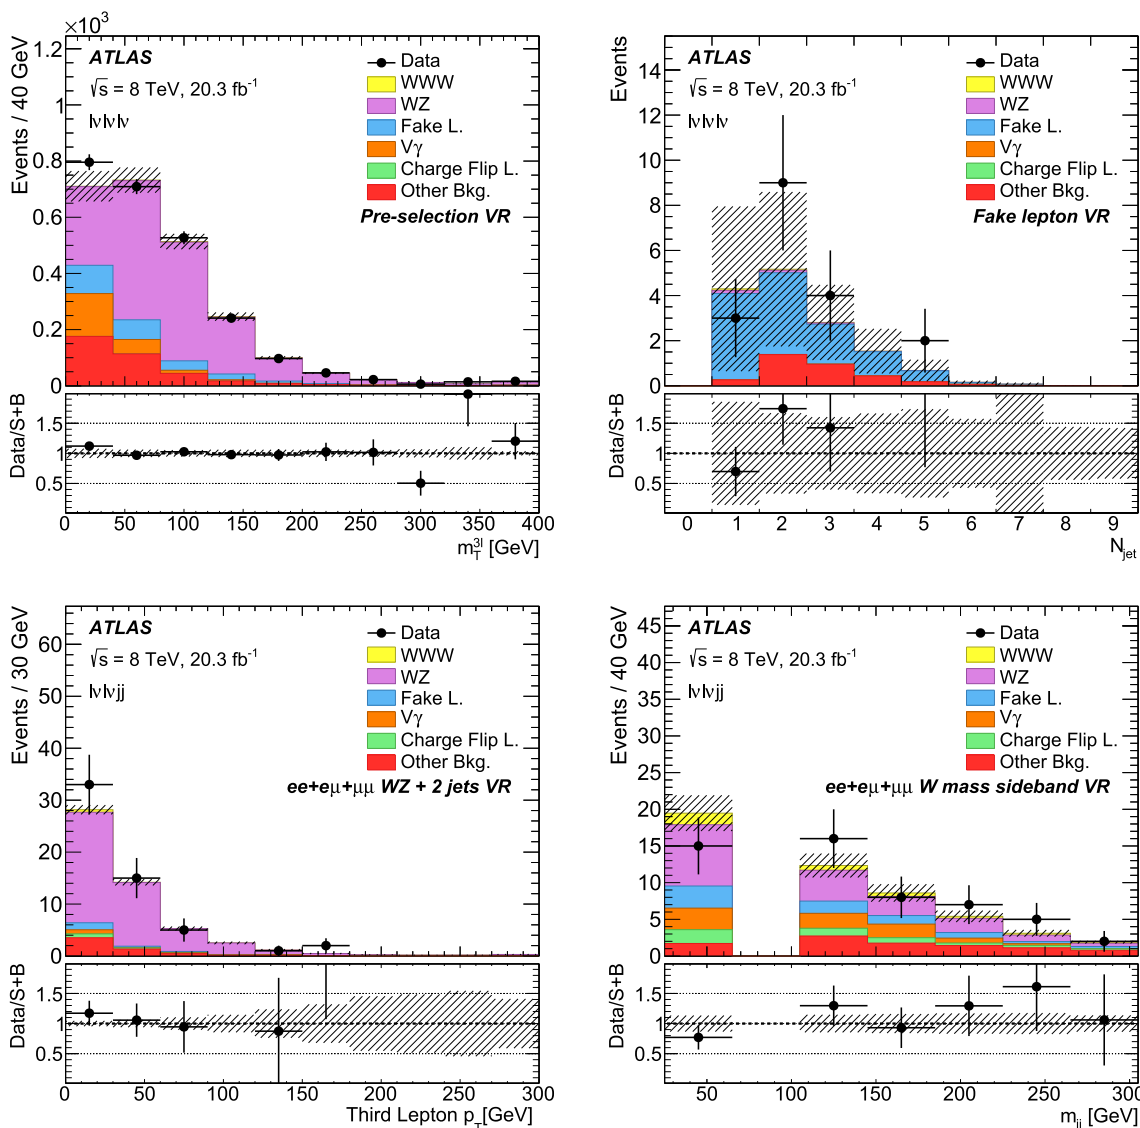 ×10³
Events / 40 GeV
1.2
1
0.8
0.6
0.4
0.2
0
ATLAS
√s = 8 TeV, 20.3 fb⁻¹
lνlνlν
Data
WWW
WZ
Fake L.
Vγ
Charge Flip L.
Other Bkg.
Pre-selection VR
Data/S+B
1.5
1
0.5
0 50 100 150 200 250 300 350 400
m_T^{3l} [GeV]
Events
14
12
10
8
6
4
2
0
ATLAS
√s = 8 TeV, 20.3 fb⁻¹
lνlνlν
Data
WWW
WZ
Fake L.
Vγ
Charge Flip L.
Other Bkg.
Fake lepton VR
Data/S+B
1.5
1
0.5
0 1 2 3 4 5 6 7 8 9
N_jet
Events / 30 GeV
60
50
40
30
20
10
0
ATLAS
√s = 8 TeV, 20.3 fb⁻¹
lνlνjj
Data
WWW
WZ
Fake L.
Vγ
Charge Flip L.
Other Bkg.
ee+eμ+μμ WZ + 2 jets VR
Data/S+B
1.5
1
0.5
0 50 100 150 200 250 300
Third Lepton p_T[GeV]
Events / 40 GeV
45
40
35
30
25
20
15
10
5
0
ATLAS
√s = 8 TeV, 20.3 fb⁻¹
lνlνjj
Data
WWW
WZ
Fake L.
Vγ
Charge Flip L.
Other Bkg.
ee+eμ+μμ W mass sideband VR
Data/S+B
1.5
1
0.5
50 100 150 200 250 300
m_jj [GeV]